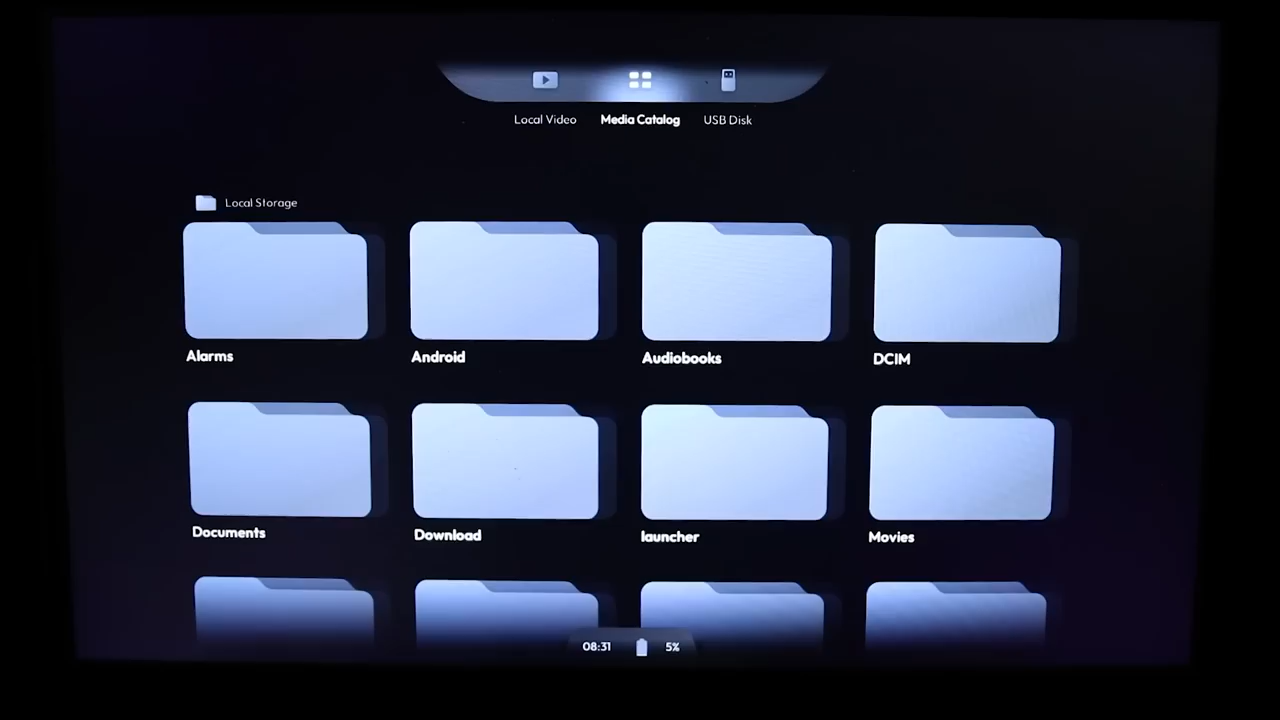 Local Video
Media Catalog
USB Disk
Local Storage
Alarms
Android
Audiobooks
DCIM
Documents
Download
launcher
Movies
08:31
5%